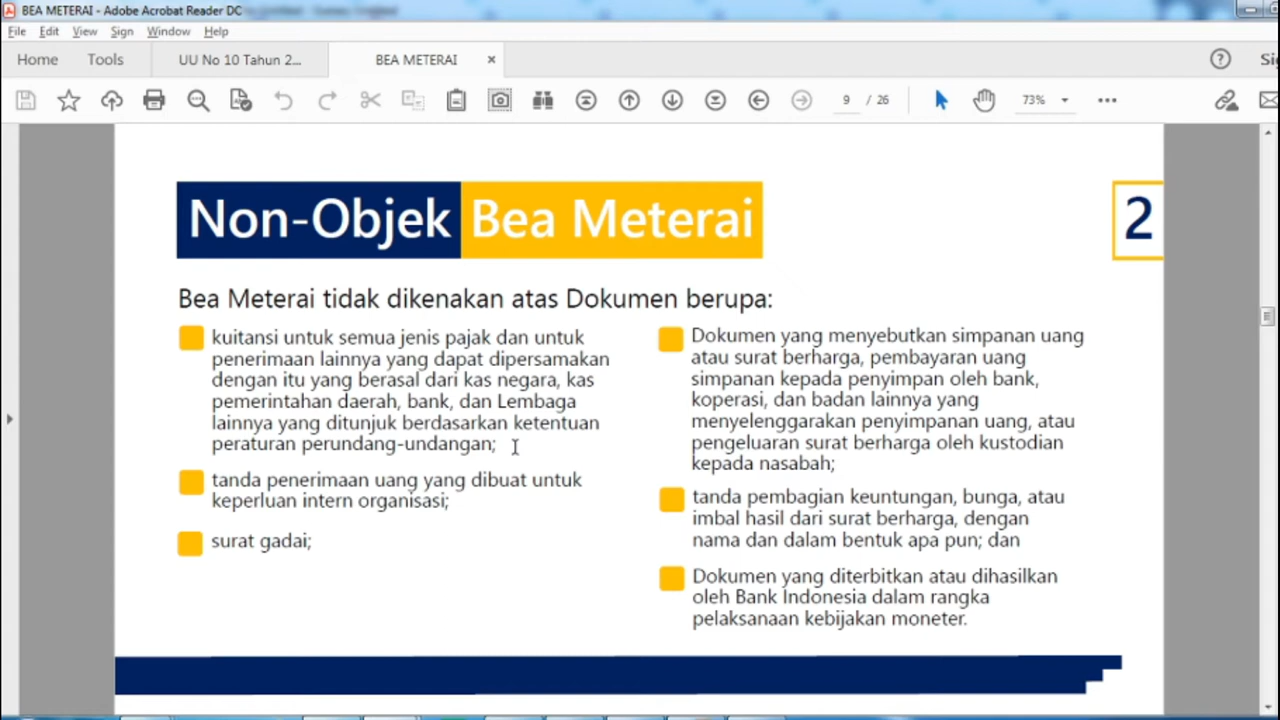 BEA METERAI - Adobe Acrobat Reader DC
File Edit View Sign Window Help
Home Tools UU No 10 Tahun 2... BEA METERAI ×
9 / 26 73%
Non-Objek Bea Meterai
2
Bea Meterai tidak dikenakan atas Dokumen berupa:
kuitansi untuk semua jenis pajak dan untuk
penerimaan lainnya yang dapat dipersamakan
dengan itu yang berasal dari kas negara, kas
pemerintahan daerah, bank, dan Lembaga
lainnya yang ditunjuk berdasarkan ketentuan
peraturan perundang-undangan;
tanda penerimaan uang yang dibuat untuk
keperluan intern organisasi;
surat gadai;
Dokumen yang menyebutkan simpanan uang
atau surat berharga, pembayaran uang
simpanan kepada penyimpan oleh bank,
koperasi, dan badan lainnya yang
menyelenggarakan penyimpanan uang, atau
pengeluaran surat berharga oleh kustodian
kepada nasabah;
tanda pembagian keuntungan, bunga, atau
imbal hasil dari surat berharga, dengan
nama dan dalam bentuk apa pun; dan
Dokumen yang diterbitkan atau dihasilkan
oleh Bank Indonesia dalam rangka
pelaksanaan kebijakan moneter.